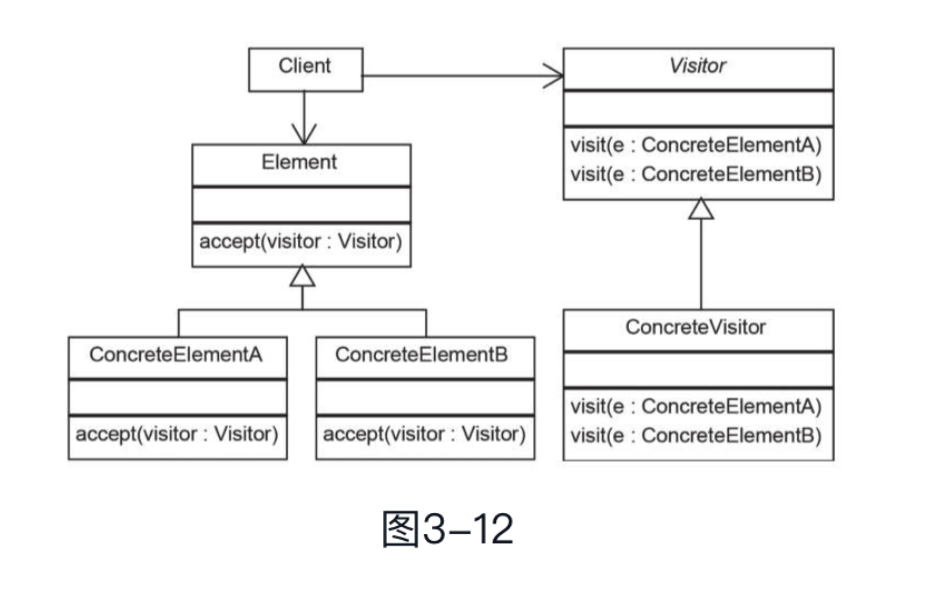 Client
Visitor
visit(e : ConcreteElementA)
visit(e : ConcreteElementB)
Element
accept(visitor : Visitor)
ConcreteElementA
accept(visitor : Visitor)
ConcreteElementB
accept(visitor : Visitor)
ConcreteVisitor
visit(e : ConcreteElementA)
visit(e : ConcreteElementB)
图3–12